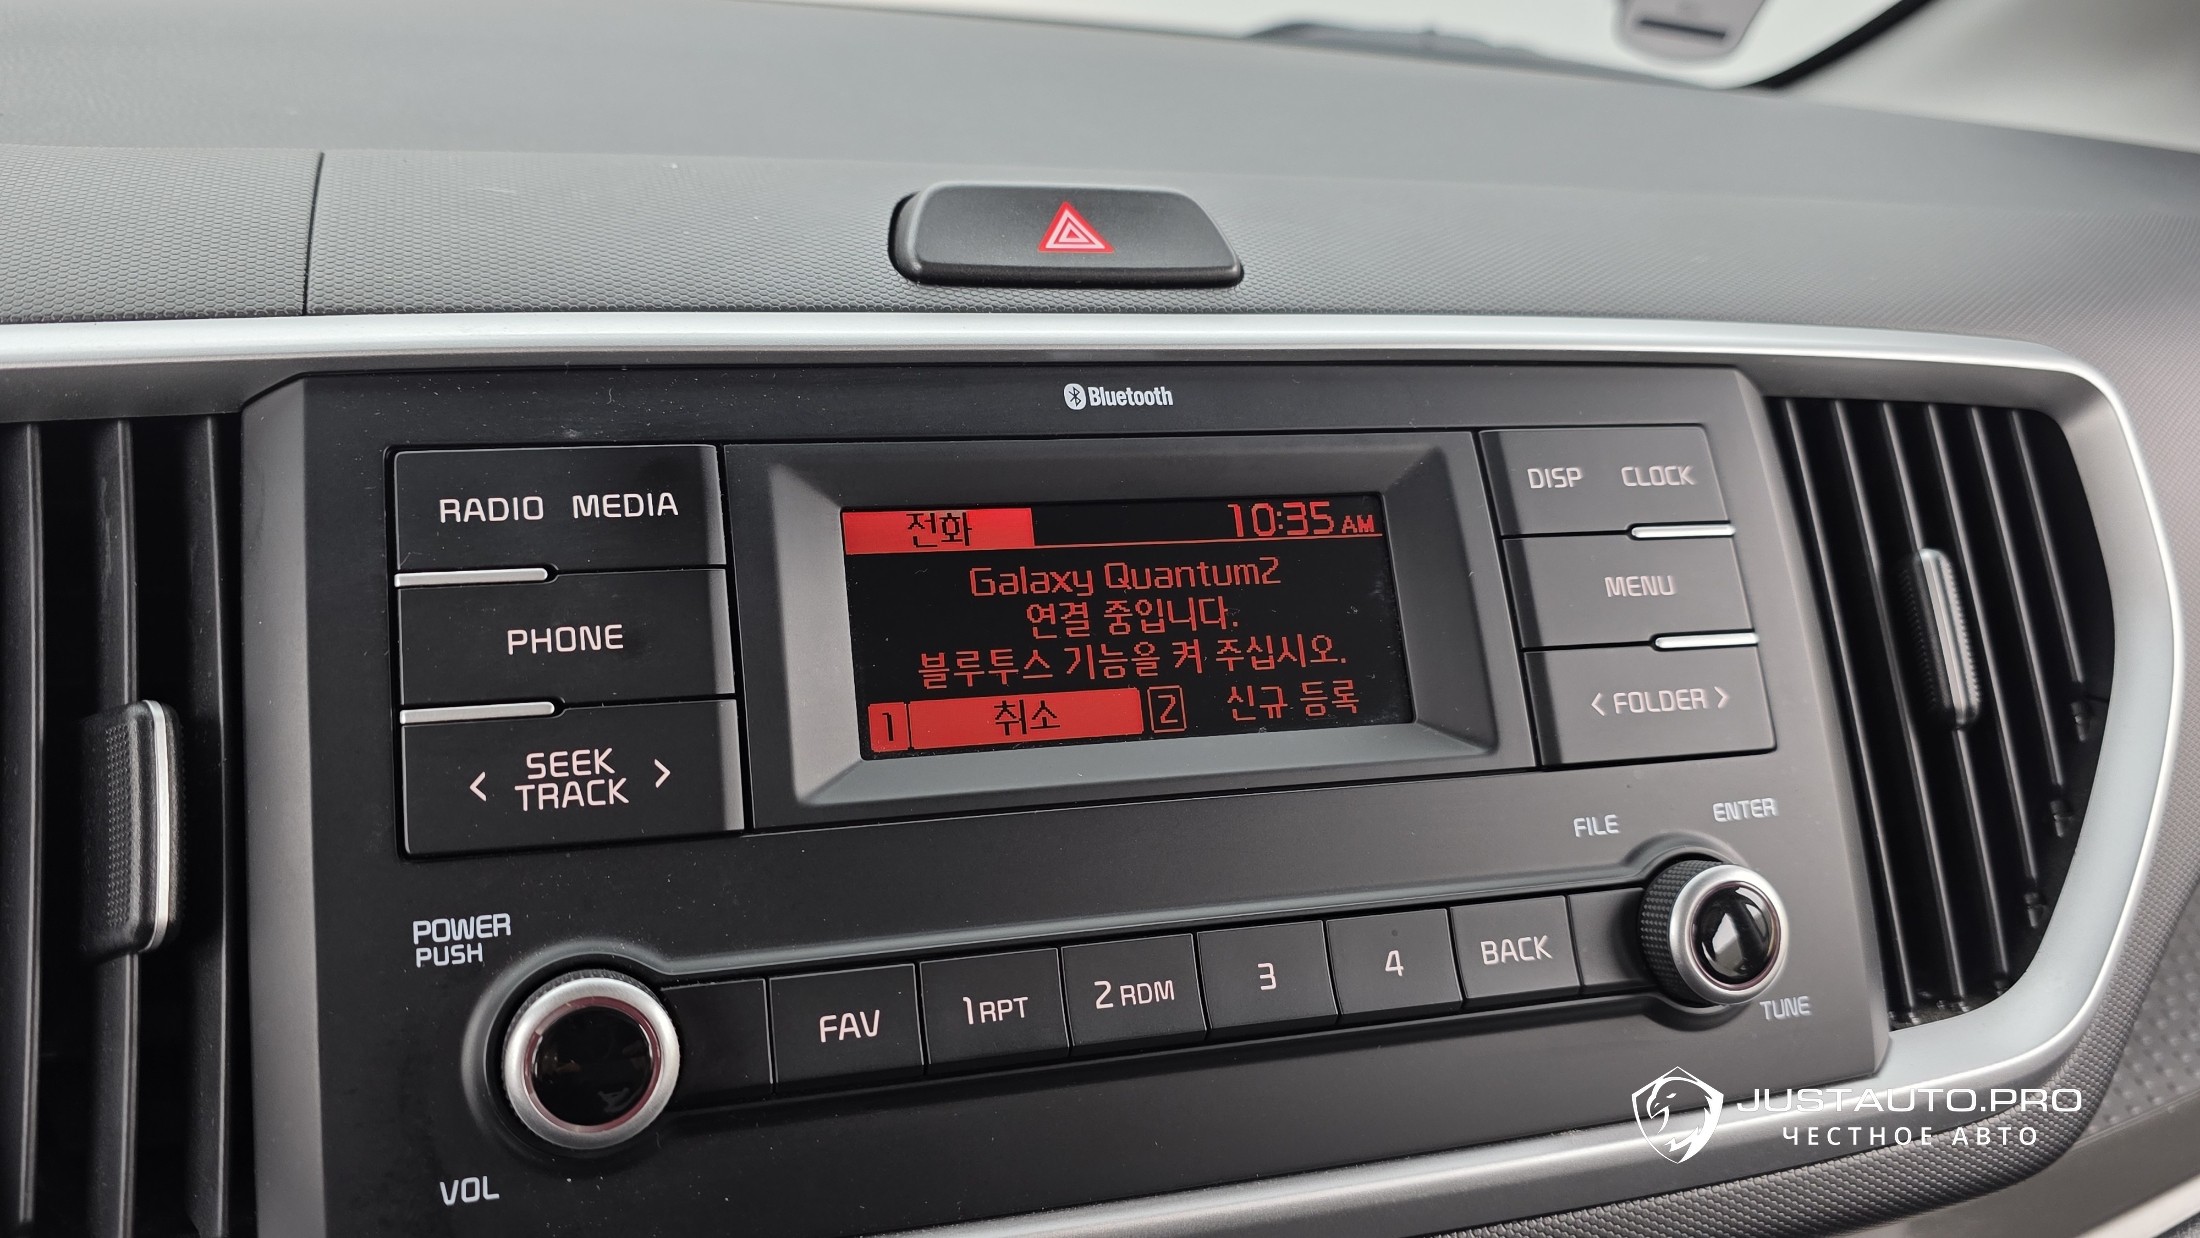 Bluetooth
RADIO MEDIA
PHONE
< SEEK TRACK >
전화 10:35 AM
Galaxy Quantum2
연결 중입니다.
블루투스 기능을 켜 주십시오.
1 취소 2 신규 등록
DISP CLOCK
MENU
< FOLDER >
FILE
ENTER
TUNE
POWER
PUSH
VOL
FAV
1 RPT
2 RDM
3
4
BACK
JUSTAUTO.PRO
ЧЕСТНОЕ АВТО